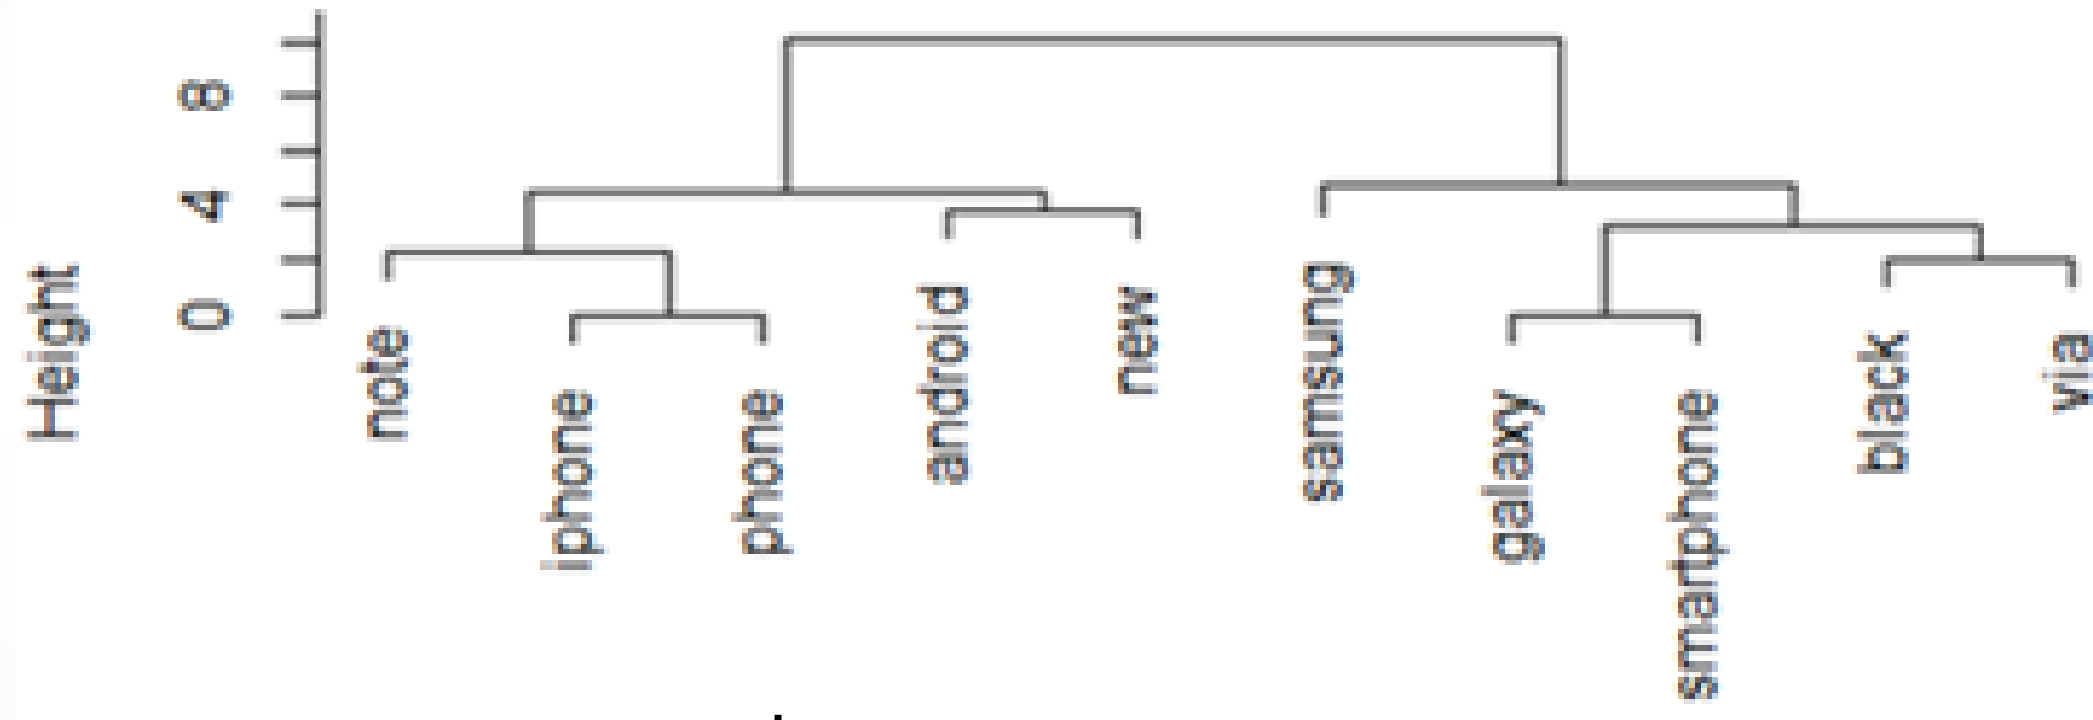 Height
0
4
8
note
iphone
phone
android
new
samsung
galaxy
smartphone
black
via